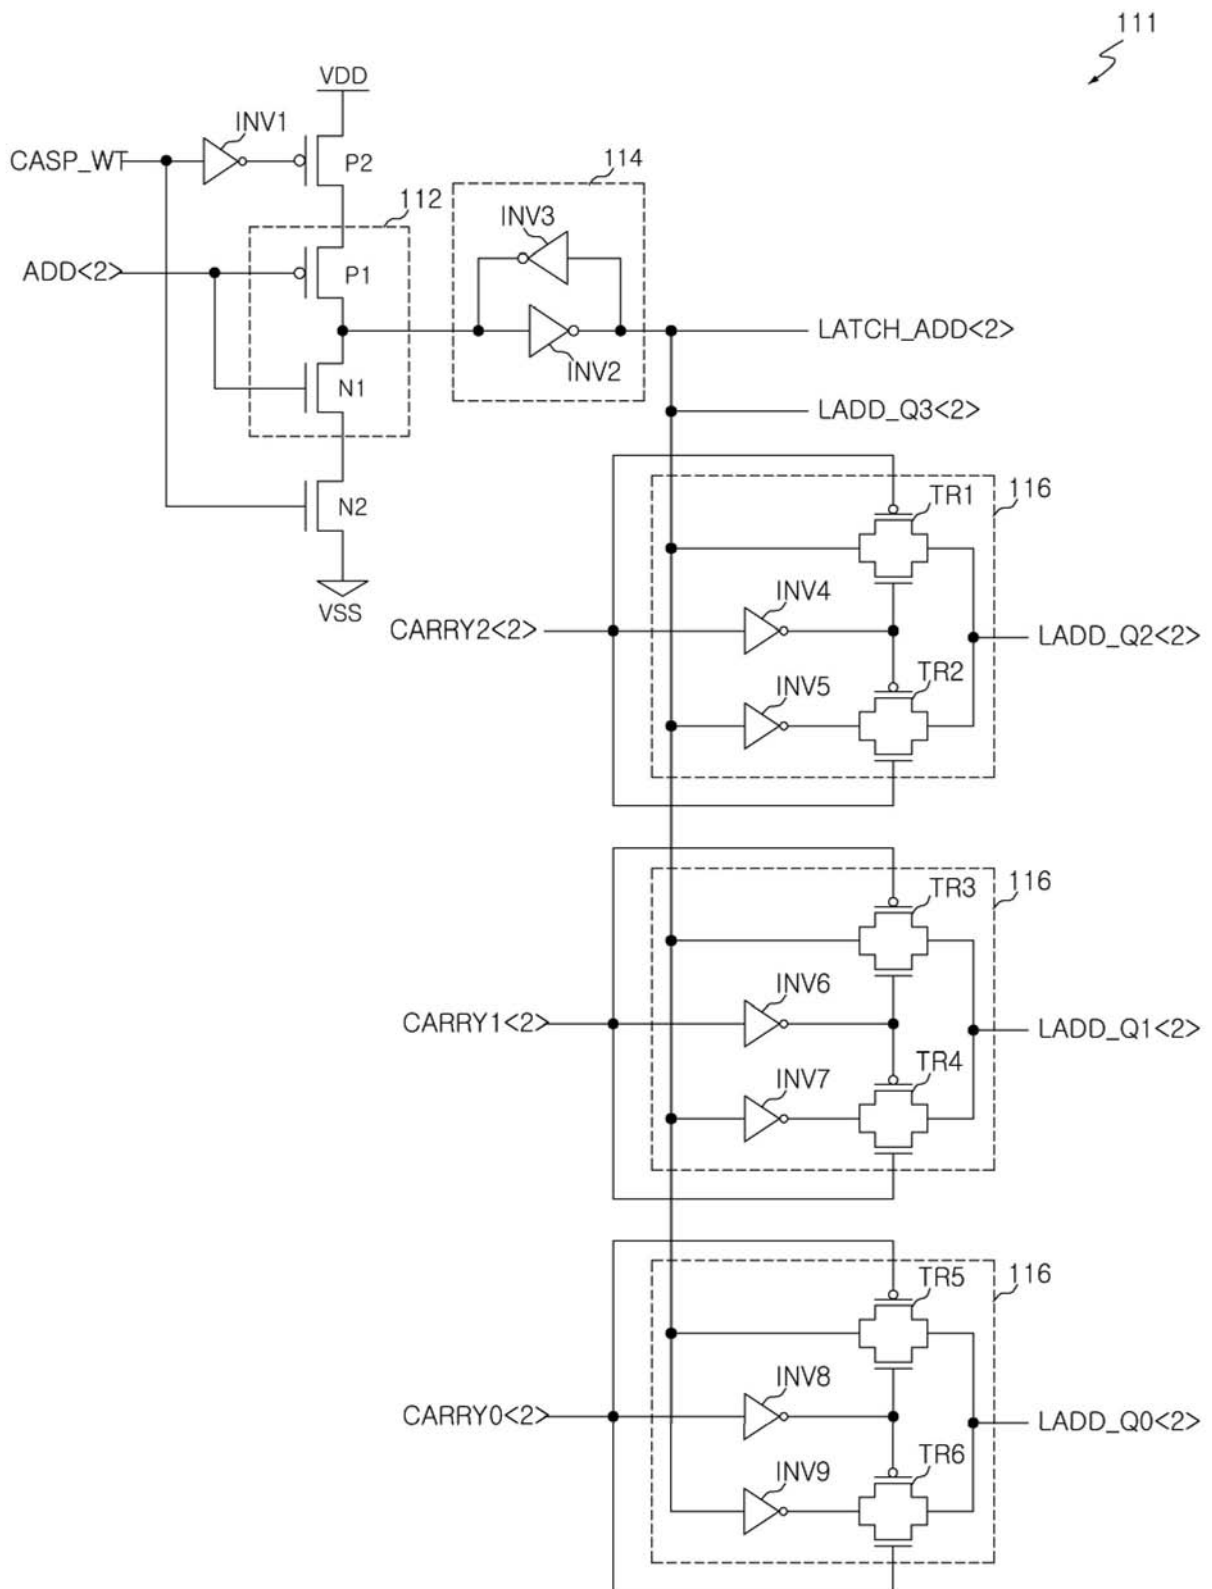 111
VDD
INV1
CASP_WT
P2
114
112
INV3
ADD<2>
P1
LATCH_ADD<2>
INV2
N1
LADD_Q3<2>
N2
116
TR1
VSS
INV4
CARRY2<2>
LADD_Q2<2>
TR2
INV5
116
TR3
INV6
CARRY1<2>
LADD_Q1<2>
TR4
INV7
116
TR5
INV8
CARRY0<2>
LADD_Q0<2>
TR6
INV9